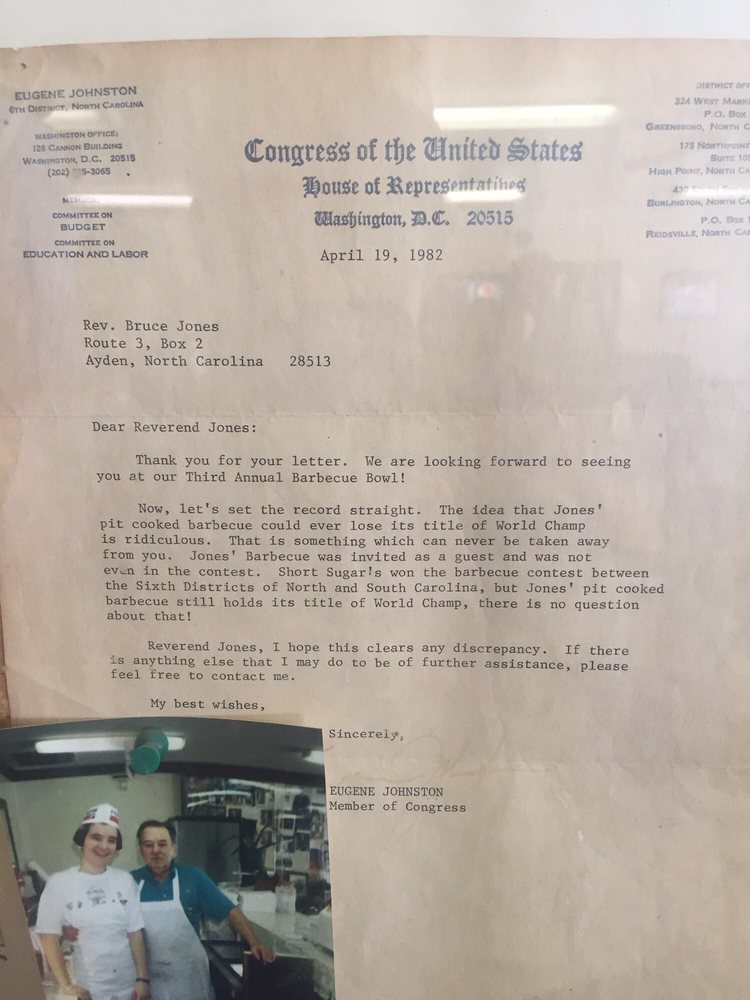 EUGENE JOHNSTON
6TH DISTRICT, NORTH CAROLINA
WASHINGTON OFFICE:
128 CANNON BUILDING
WASHINGTON, D.C. 20515
(202) 5-3065
MEMBER
COMMITTEE ON
BUDGET
COMMITTEE ON
EDUCATION AND LABOR
Congress of the United States
House of Representatives
Washington, D.C. 20515
April 19, 1982
DISTRICT
324 WEST
P.O. BOX
GREENSBORO, NORTH
175 NORTHPOINT
SUITE
HIGH POINT, NORTH
BURLINGTON, NORTH
P.O. BOX
REIDSVILLE, NORTH
Rev. Bruce Jones
Route 3, Box 2
Ayden, North Carolina 28513
Dear Reverend Jones:
Thank you for your letter. We are looking forward to seeing
you at our Third Annual Barbecue Bowl!
Now, let's set the record straight. The idea that Jones'
pit cooked barbecue could ever lose its title of World Champ
is ridiculous. That is something which can never be taken away
from you. Jones' Barbecue was invited as a guest and was not
even in the contest. Short Sugar's won the barbecue contest between
the Sixth Districts of North and South Carolina, but Jones' pit cooked
barbecue still holds its title of World Champ, there is no question
about that!
Reverend Jones, I hope this clears any discrepancy. If there
is anything else that I may do to be of further assistance, please
feel free to contact me.
My best wishes,
Sincerely,
EUGENE JOHNSTON
Member of Congress